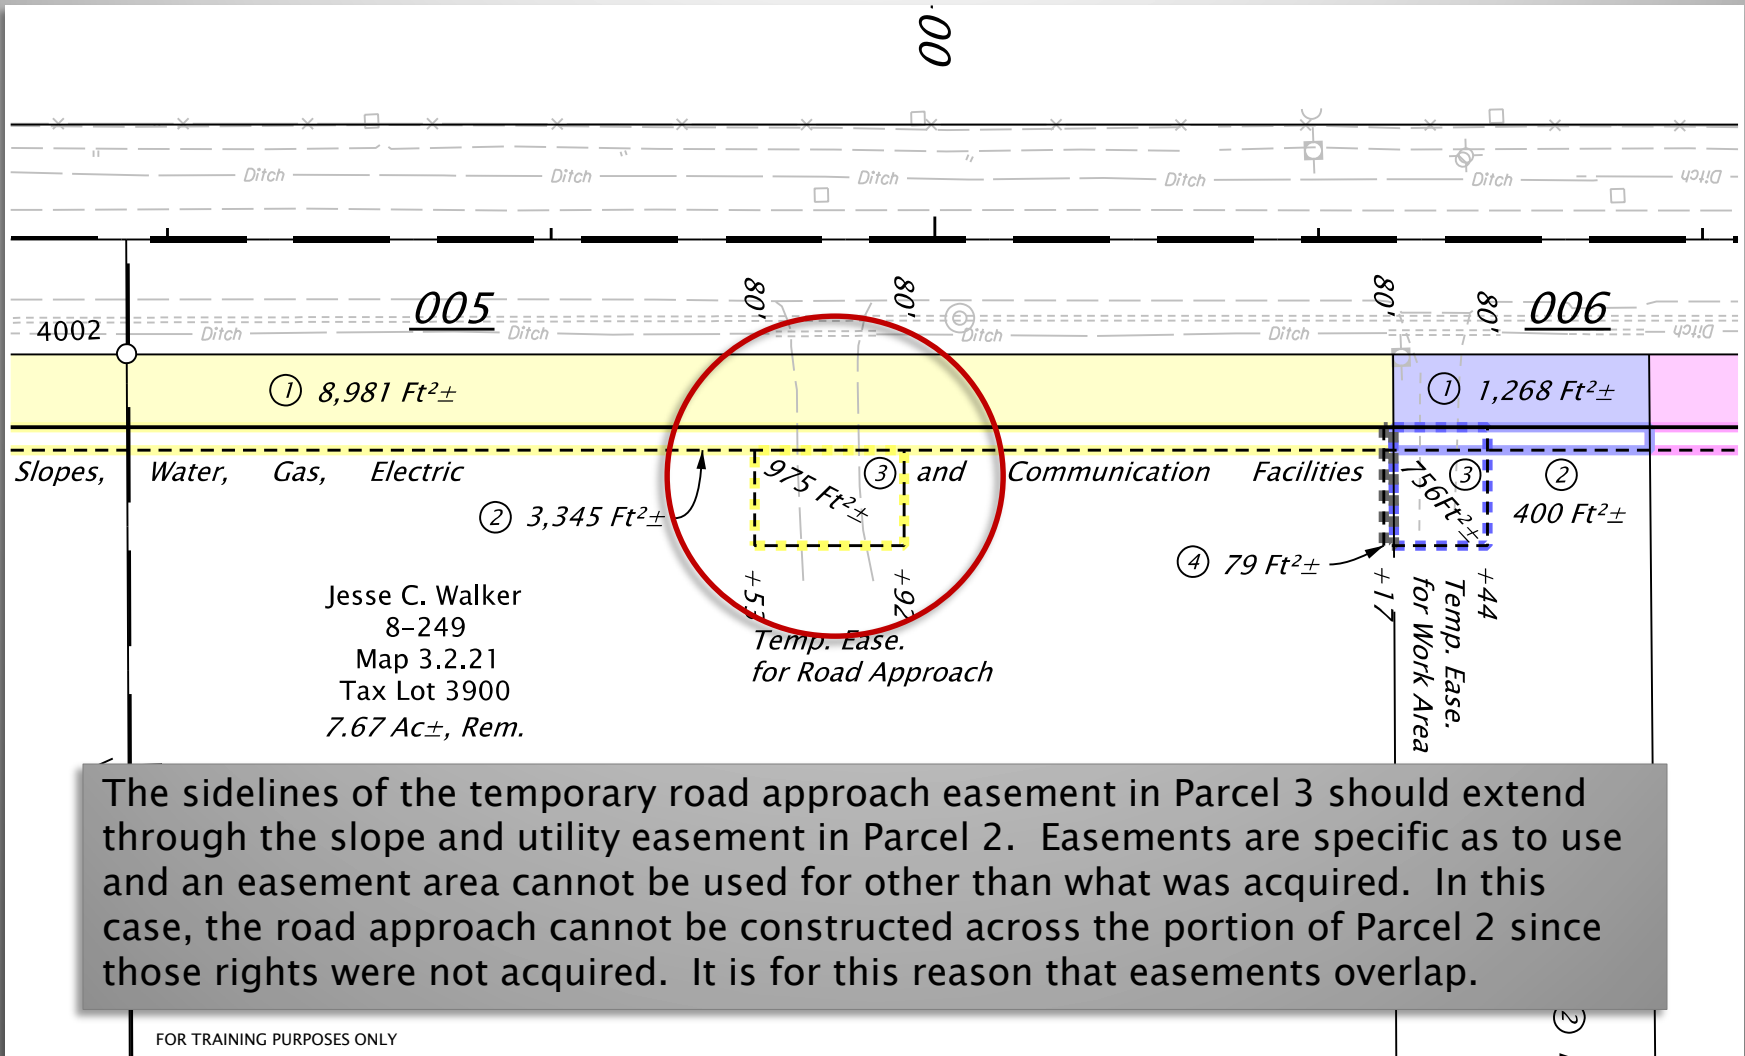 00
Ditch Ditch Ditch Ditch Ditch Ditch
80' 80' 80' 80'
005 006
4002
Ditch Ditch Ditch Ditch Ditch Ditch
1 8,981 Ft²± 1 1,268 Ft²±
Slopes, Water, Gas, Electric and Communication Facilities
975 Ft²± 3
756Ft²± 3
2
400 Ft²±
2 3,345 Ft²±
4 79 Ft²±
+53 +92 +17 +44
Temp. Ease.
for Road Approach
Temp. Ease.
for Work Area
Jesse C. Walker
8-249
Map 3.2.21
Tax Lot 3900
7.67 Ac±, Rem.
The sidelines of the temporary road approach easement in Parcel 3 should extend
through the slope and utility easement in Parcel 2. Easements are specific as to use
and an easement area cannot be used for other than what was acquired. In this
case, the road approach cannot be constructed across the portion of Parcel 2 since
those rights were not acquired. It is for this reason that easements overlap.
2
FOR TRAINING PURPOSES ONLY